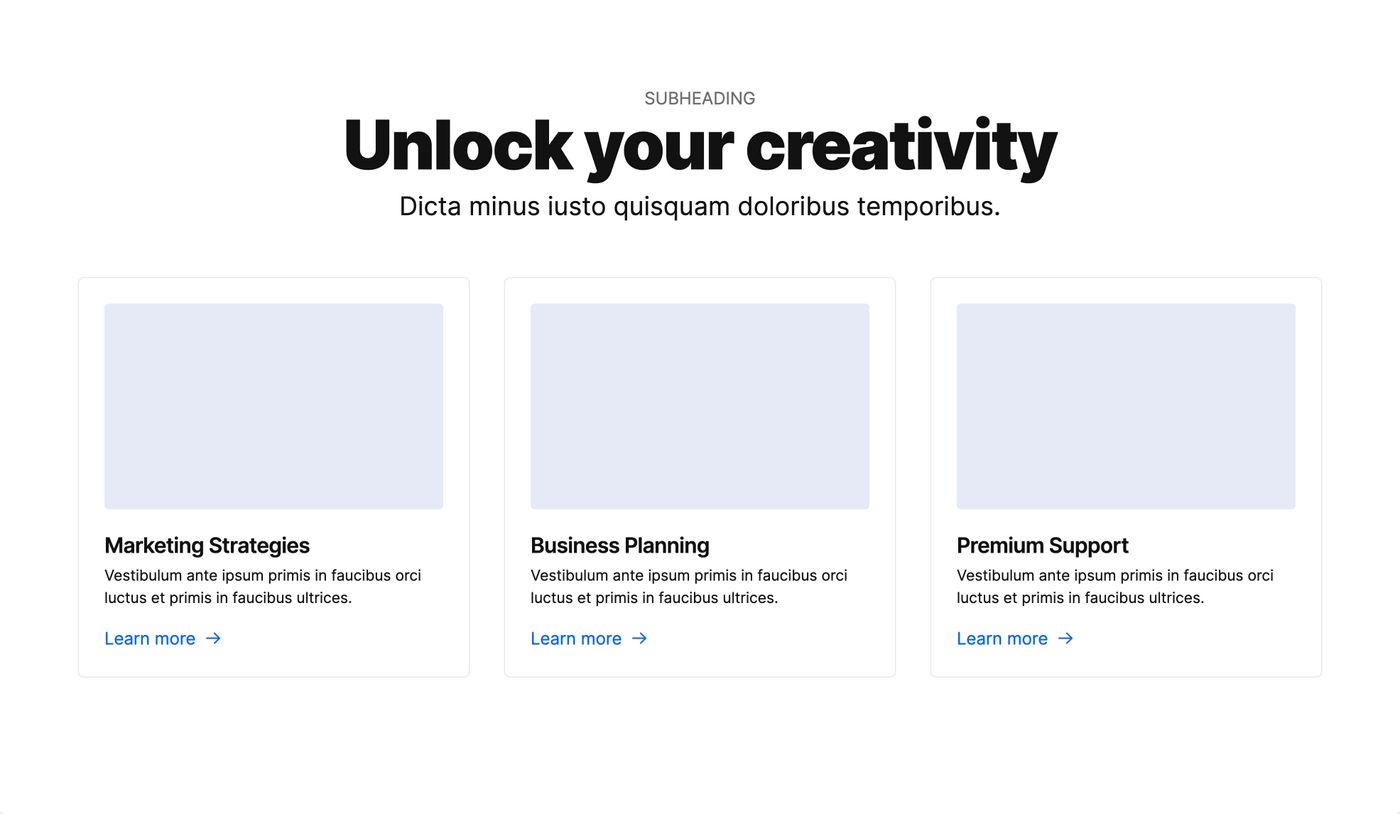 SUBHEADING
Unlock your creativity
Dicta minus iusto quisquam doloribus temporibus.
Marketing Strategies
Vestibulum ante ipsum primis in faucibus orci
luctus et primis in faucibus ultrices.
Learn more →
Business Planning
Vestibulum ante ipsum primis in faucibus orci
luctus et primis in faucibus ultrices.
Learn more →
Premium Support
Vestibulum ante ipsum primis in faucibus orci
luctus et primis in faucibus ultrices.
Learn more →